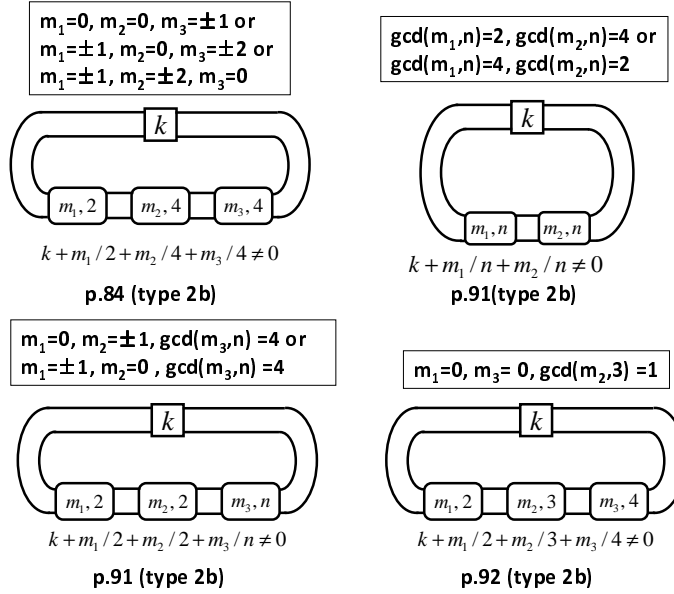 m₁=0, m₂=0, m₃=±1 or
m₁=±1, m₂=0, m₃=±2 or
m₁=±1, m₂=±2, m₃=0
k
m₁, 2 m₂, 4 m₃, 4
k + m₁ / 2 + m₂ / 4 + m₃ / 4 ≠ 0
p.84 (type 2b)
gcd(m₁,n)=2, gcd(m₂,n)=4 or
gcd(m₁,n)=4, gcd(m₂,n)=2
k
m₁, n m₂, n
k + m₁ / n + m₂ / n ≠ 0
p.91(type 2b)
m₁=0, m₂=±1, gcd(m₃,n) =4 or
m₁=±1, m₂=0 , gcd(m₃,n) =4
k
m₁, 2 m₂, 2 m₃, n
k + m₁ / 2 + m₂ / 2 + m₃ / n ≠ 0
p.91 (type 2b)
m₁=0, m₃= 0, gcd(m₂,3) =1
k
m₁, 2 m₂, 3 m₃, 4
k + m₁ / 2 + m₂ / 3 + m₃ / 4 ≠ 0
p.92 (type 2b)